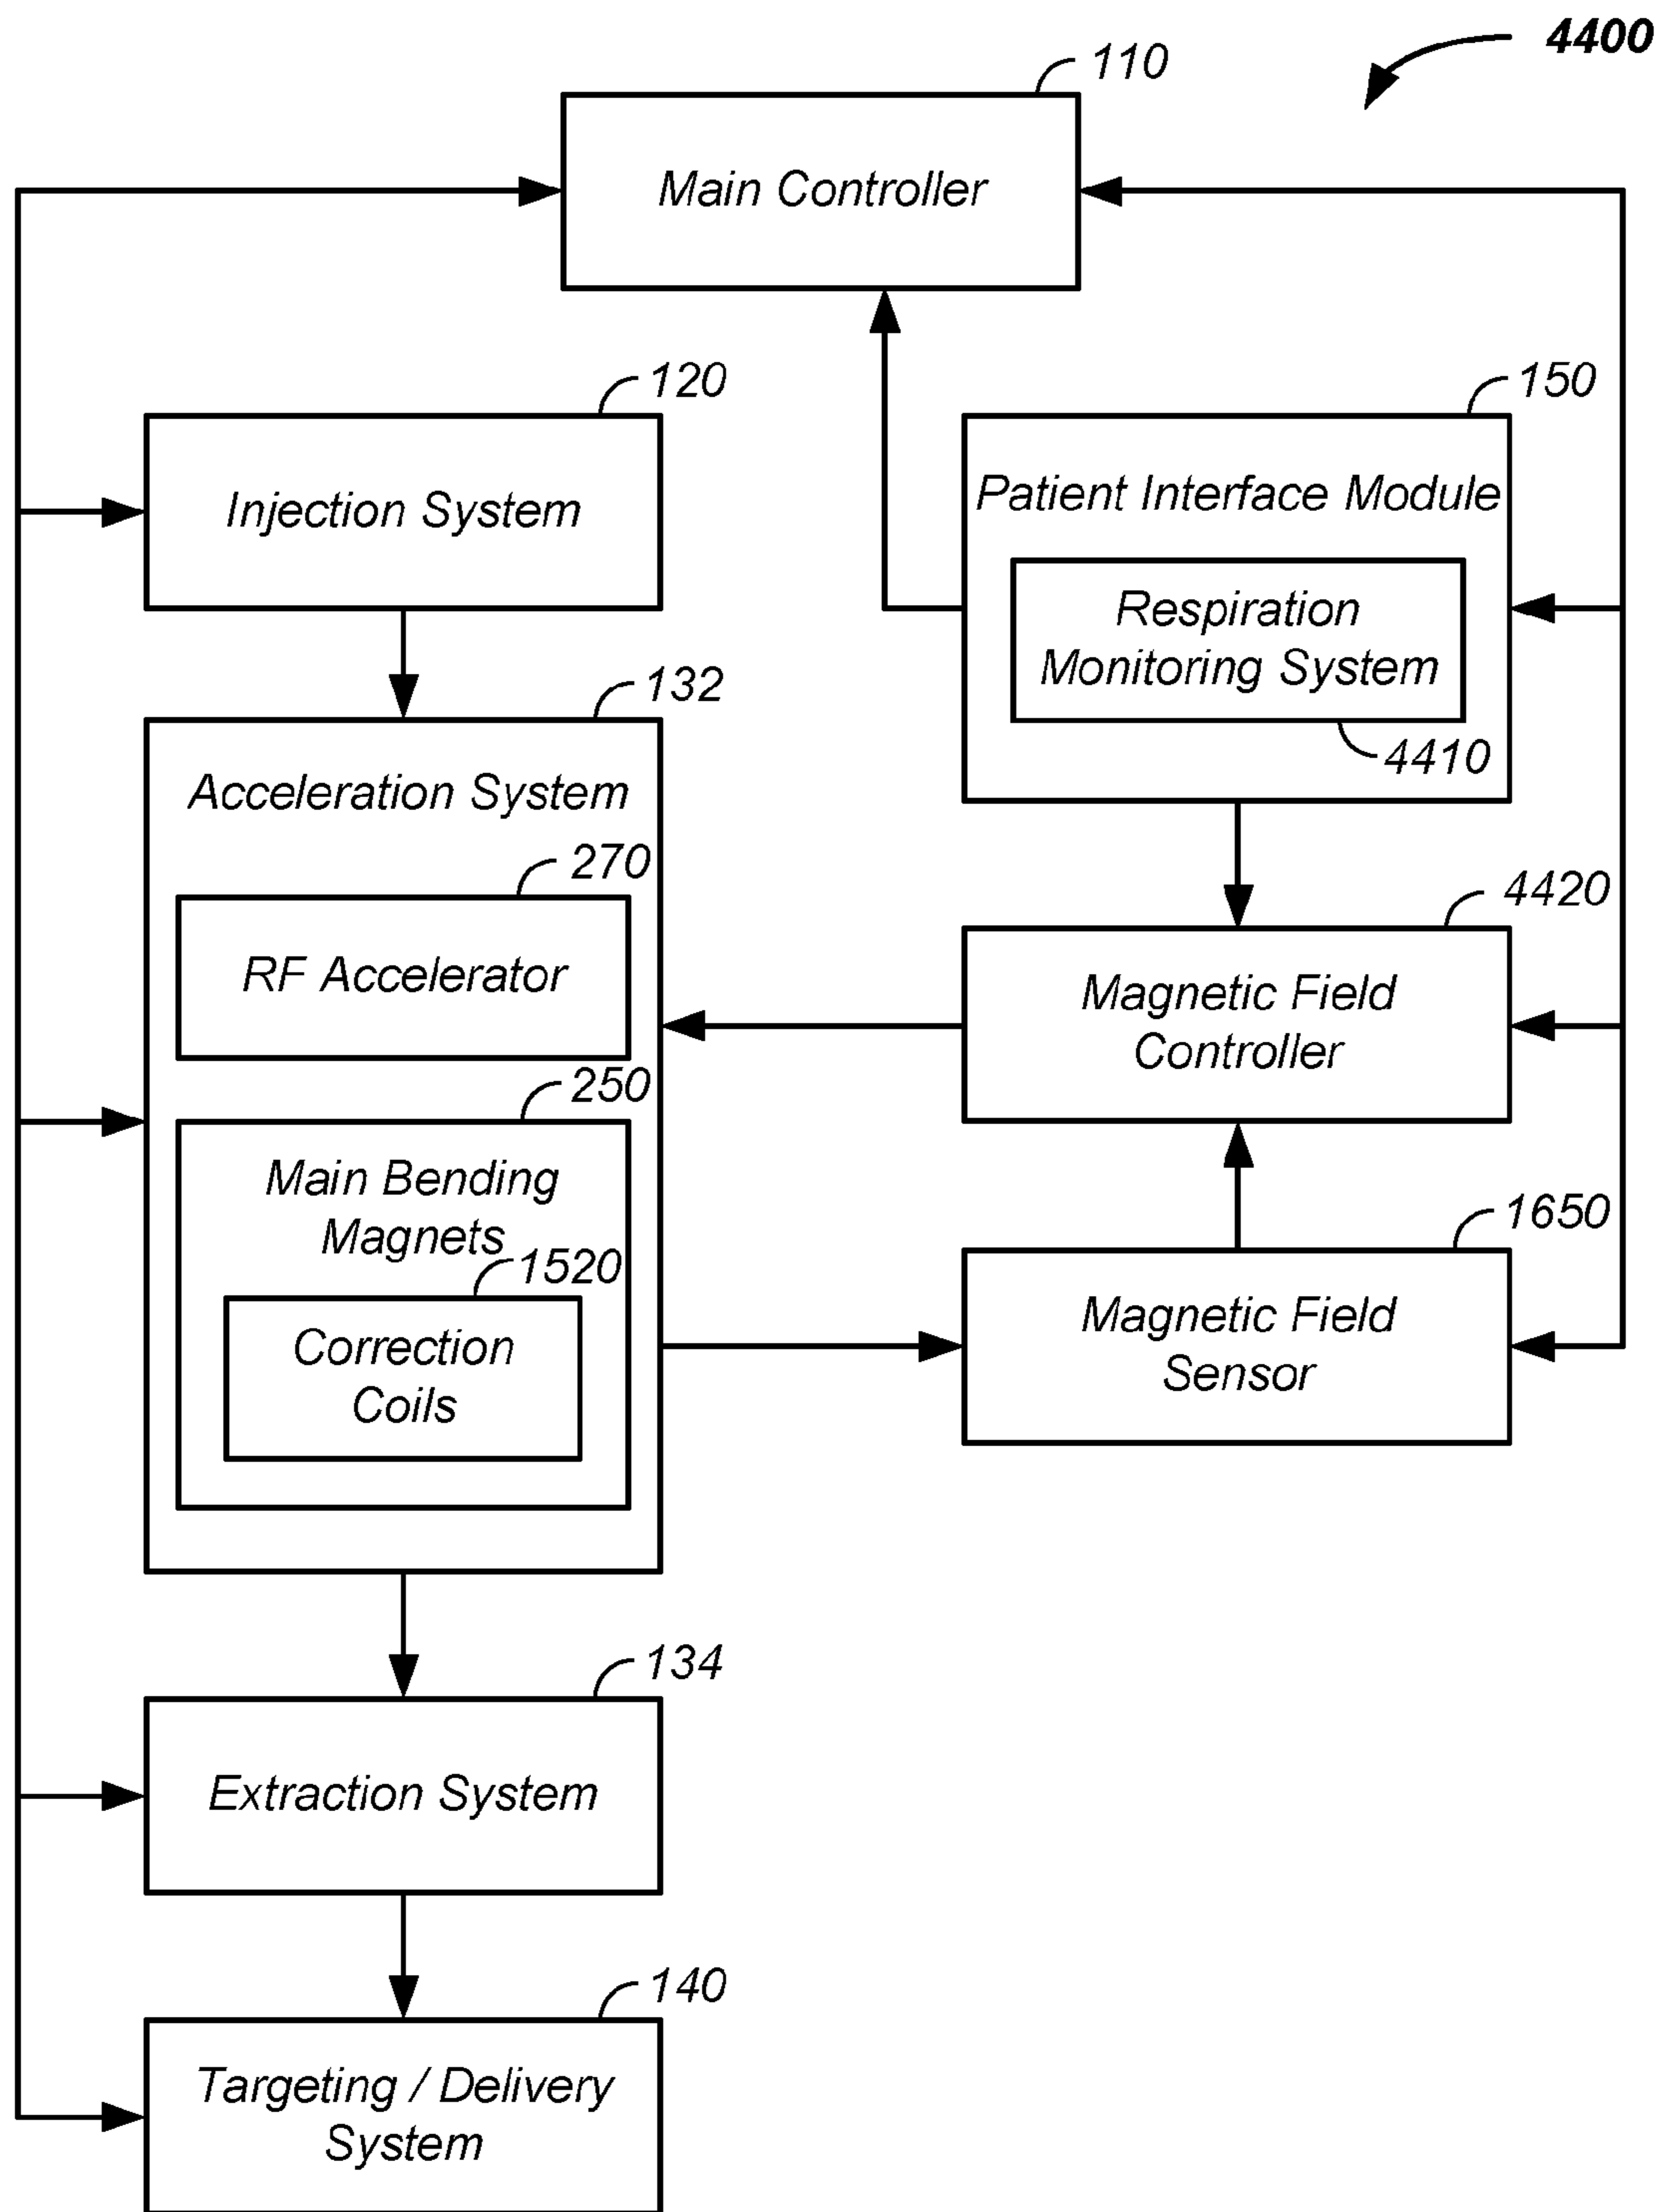 4400
110
Main Controller
120
Injection System
150
Patient Interface Module
Respiration
Monitoring System
4410
132
Acceleration System
270
RF Accelerator
4420
Magnetic Field
Controller
250
Main Bending
Magnets
1520
Correction
Coils
1650
Magnetic Field
Sensor
134
Extraction System
140
Targeting / Delivery
System